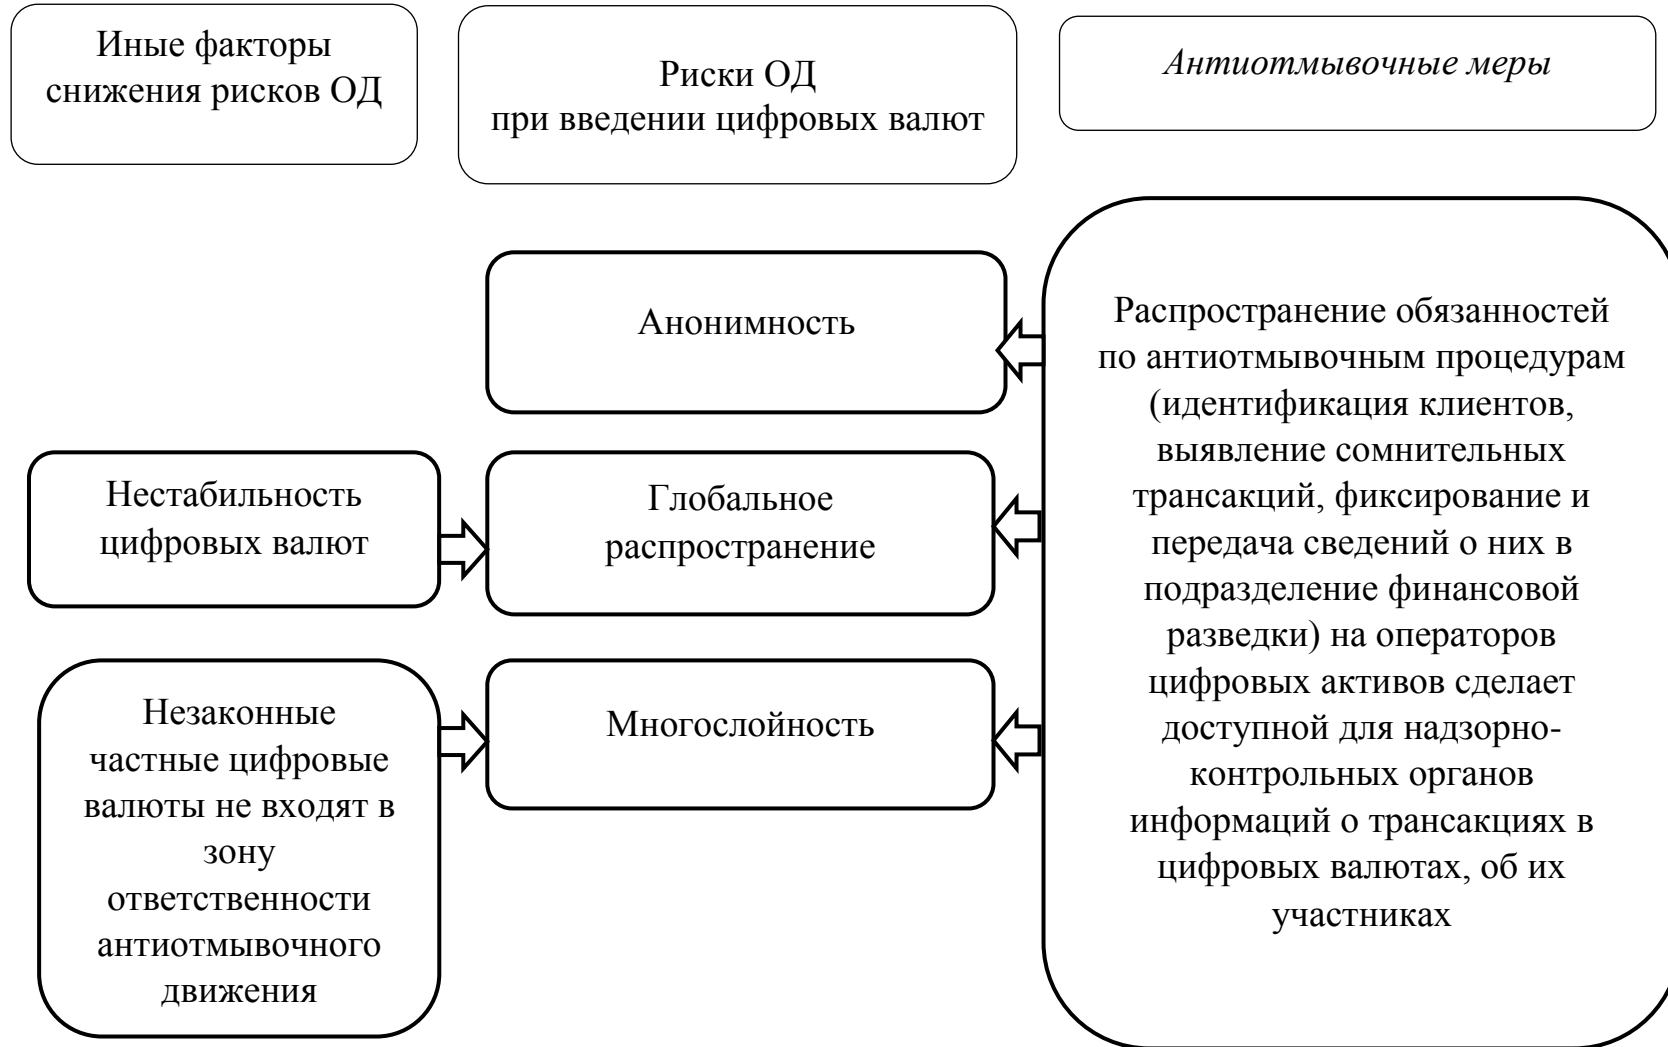 Иные факторы
снижения рисков ОД
Риски ОД
при введении цифровых валют
Антиотмывочные меры
Анонимность
Нестабильность
цифровых валют
Глобальное
распространение
Незаконные
частные цифровые
валюты не входят в
зону
ответственности
антиотмывочного
движения
Многослойность
Распространение обязанностей
по антиотмывочным процедурам
(идентификация клиентов,
выявление сомнительных
трансакций, фиксирование и
передача сведений о них в
подразделение финансовой
разведки) на операторов
цифровых активов сделает
доступной для надзорно-
контрольных органов
информаций о трансакциях в
цифровых валютах, об их
участниках